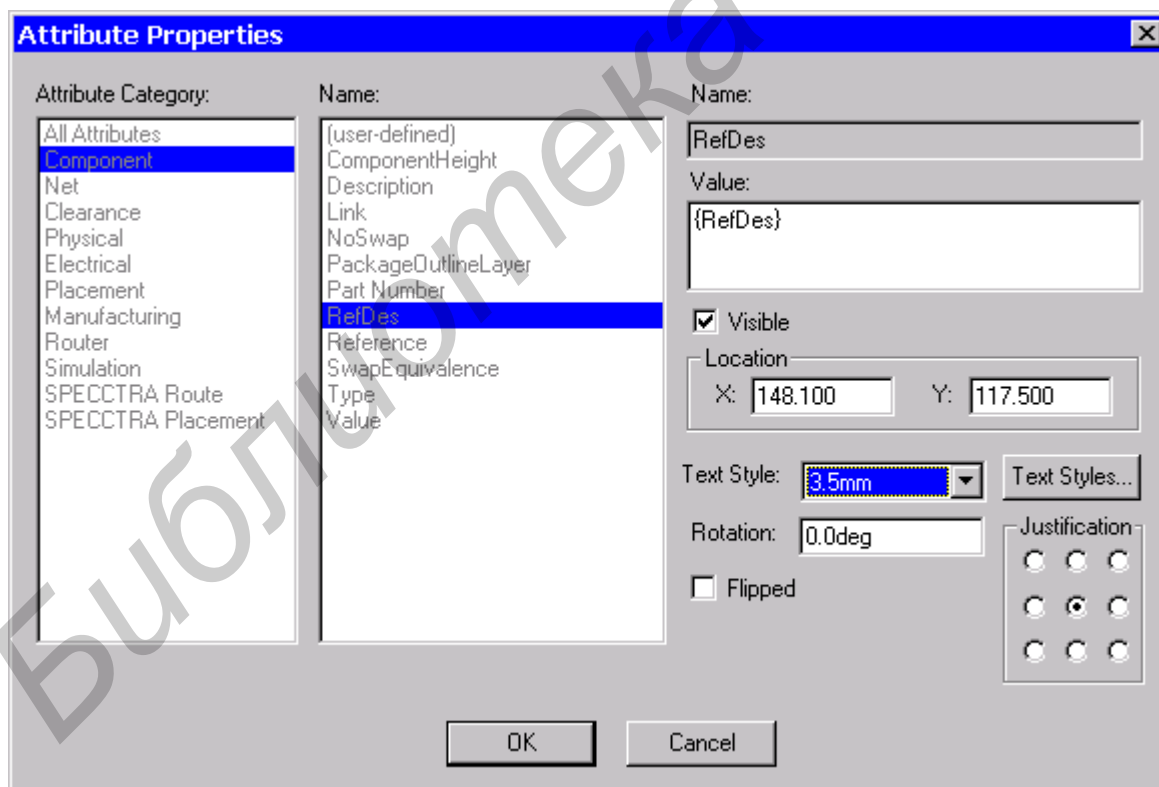 Attribute Properties
Attribute Category:
All Attributes
Component
Net
Clearance
Physical
Electrical
Placement
Manufacturing
Router
Simulation
SPECCTRA Route
SPECCTRA Placement
Name:
(user-defined)
ComponentHeight
Description
Link
NoSwap
PackageOutlineLayer
Part Number
RefDes
Reference
SwapEquivalence
Type
Value
Name:
RefDes
Value:
{RefDes}
Visible
Location
X: 148.100 Y: 117.500
Text Style: 3.5mm Text Styles...
Rotation: 0.0deg
Justification
Flipped
OK Cancel
Библиотека